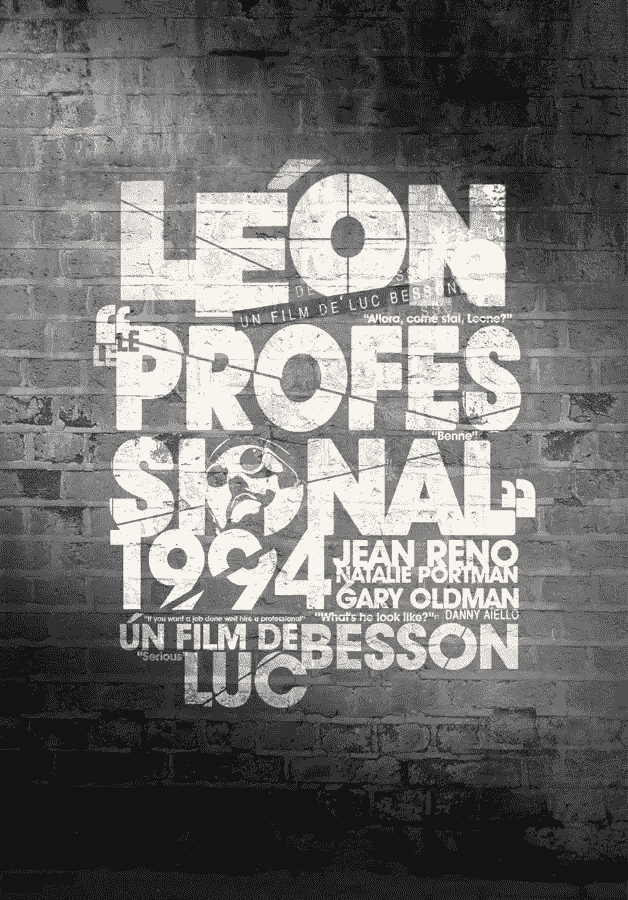 LÉON
UN FILM DE LUC BESSON
"Allora, come stai, Leone?"
"LE
PROFES
"Benne"
SIONAL"
1994
JEAN RENO
NATALIE PORTMAN
GARY OLDMAN
"If you want a job done well hire a professional"
"What's he look like?"
DANNY AIELLO
UN FILM DE
BESSON
"Serious"
LUC